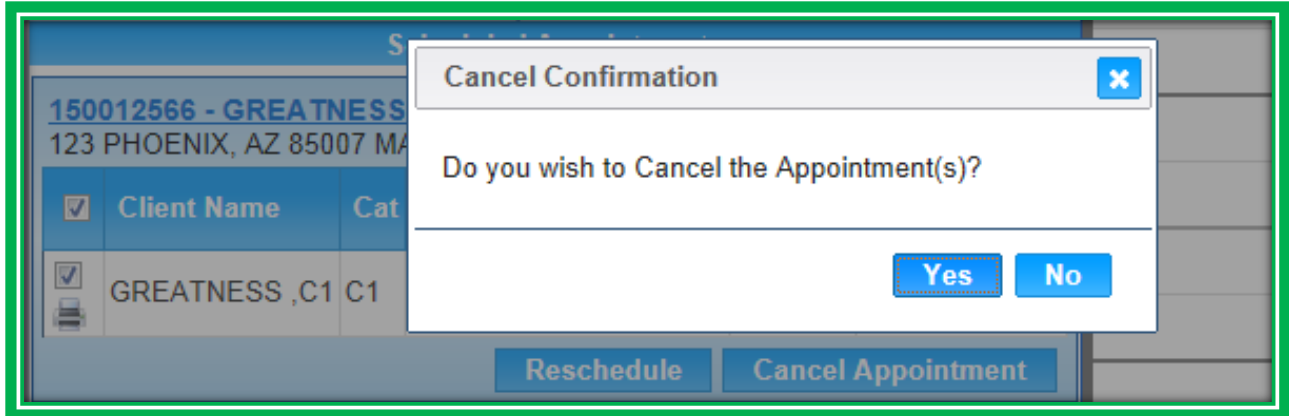 Cancel Confirmation
150012566 - GREATNESS
123 PHOENIX, AZ 85007
Do you wish to Cancel the Appointment(s)?
Client Name Cat
GREATNESS ,C1 C1
Yes No
Reschedule Cancel Appointment